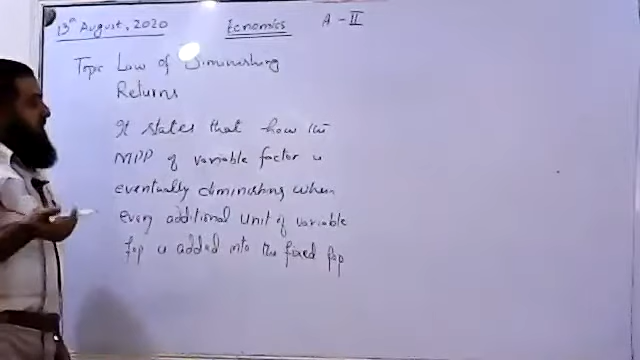 13th August, 2020 Economics A-II
Topic Law of Diminishing
Returns
It states that how the
MPP of variable factor is
eventually diminishing when
every additional unit of variable
fop is added into the fixed fop